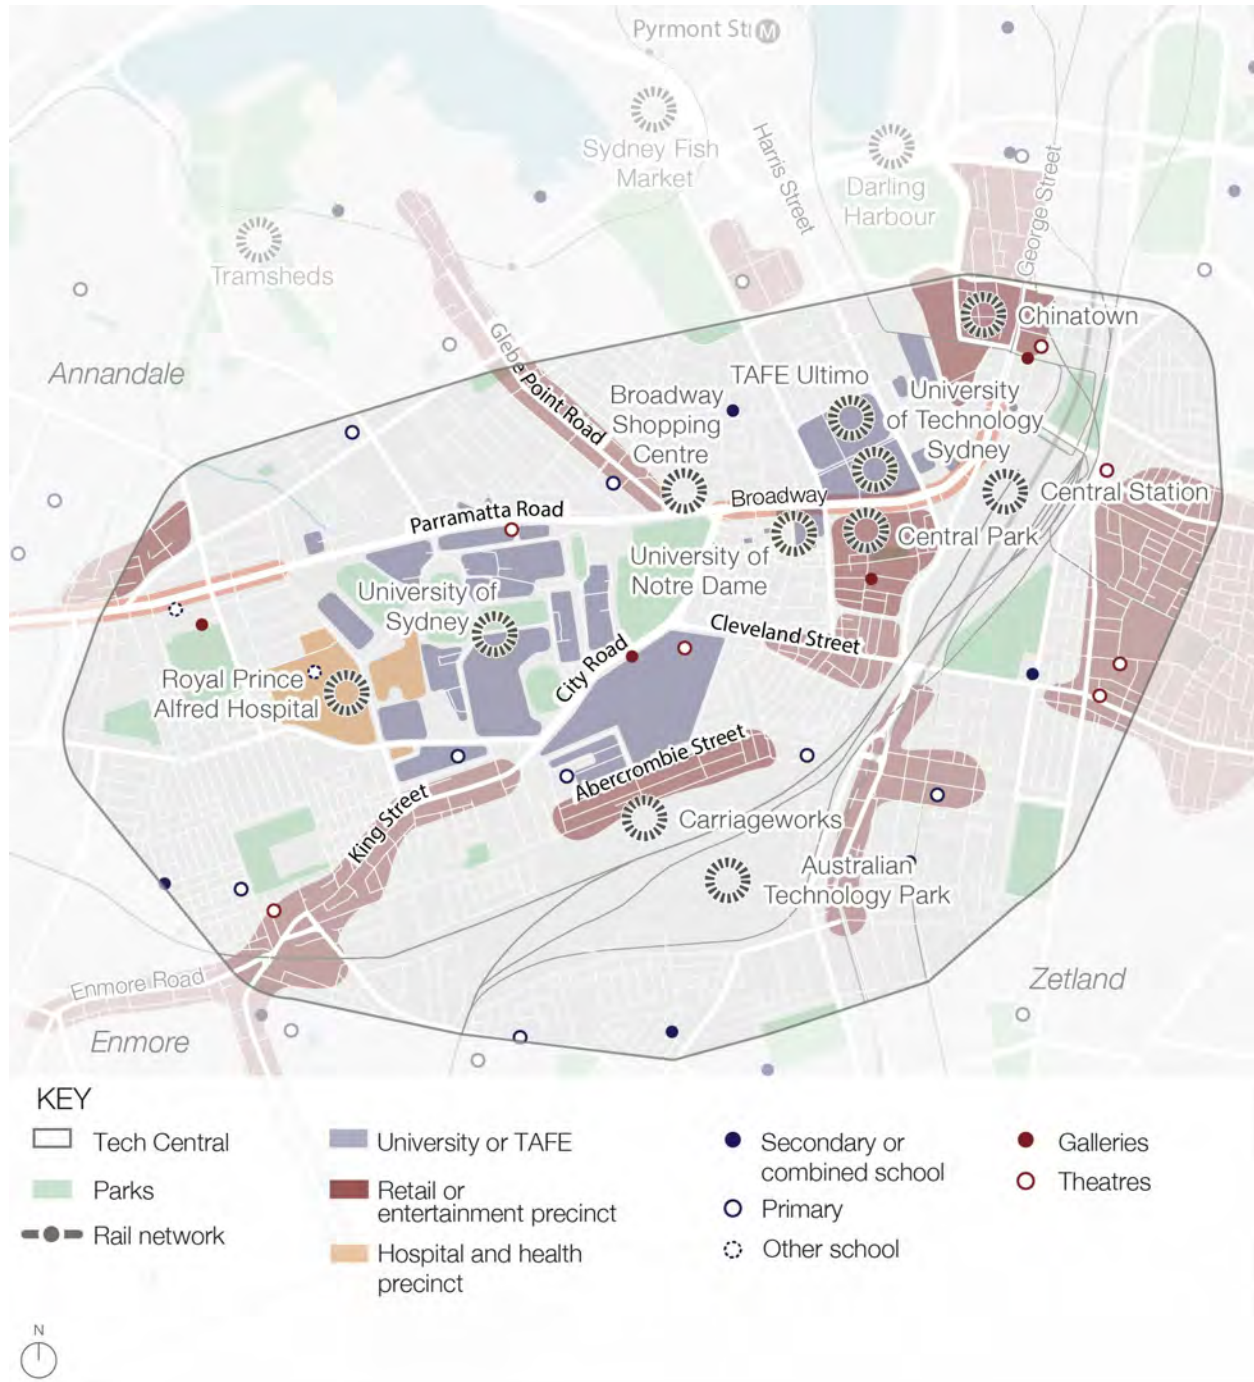 Pyrmont St
M
Sydney Fish
Market
Harris Street
Darling
Harbour
George Street
Tramsheds
Chinatown
Annandale
Glebe Point Road
TAFE Ultimo
Broadway
Shopping
Centre
University
of Technology
Sydney
Broadway
Central Station
Parramatta Road
Central Park
University of
Notre Dame
University of
Sydney
Cleveland Street
City Road
Royal Prince
Alfred Hospital
Abercrombie Street
King Street
Carriageworks
Australian
Technology Park
Enmore Road
Zetland
Enmore
KEY
Tech Central
Parks
Rail network
University or TAFE
Retail or
entertainment precinct
Hospital and health
precinct
Secondary or
combined school
Primary
Other school
Galleries
Theatres
N